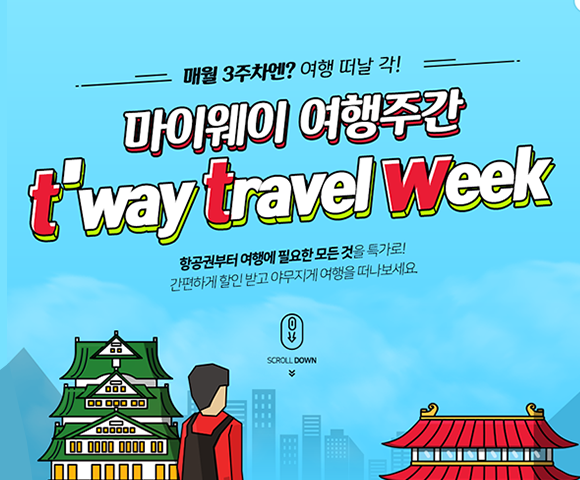 매월 3주차엔? 여행 떠날 각!
마이웨이 여행주간
t'way travel Week
항공권부터 여행에 필요한 모든 것을 특가로!
간편하게 할인 받고 야무지게 여행을 떠나보세요.
SCROLL DOWN